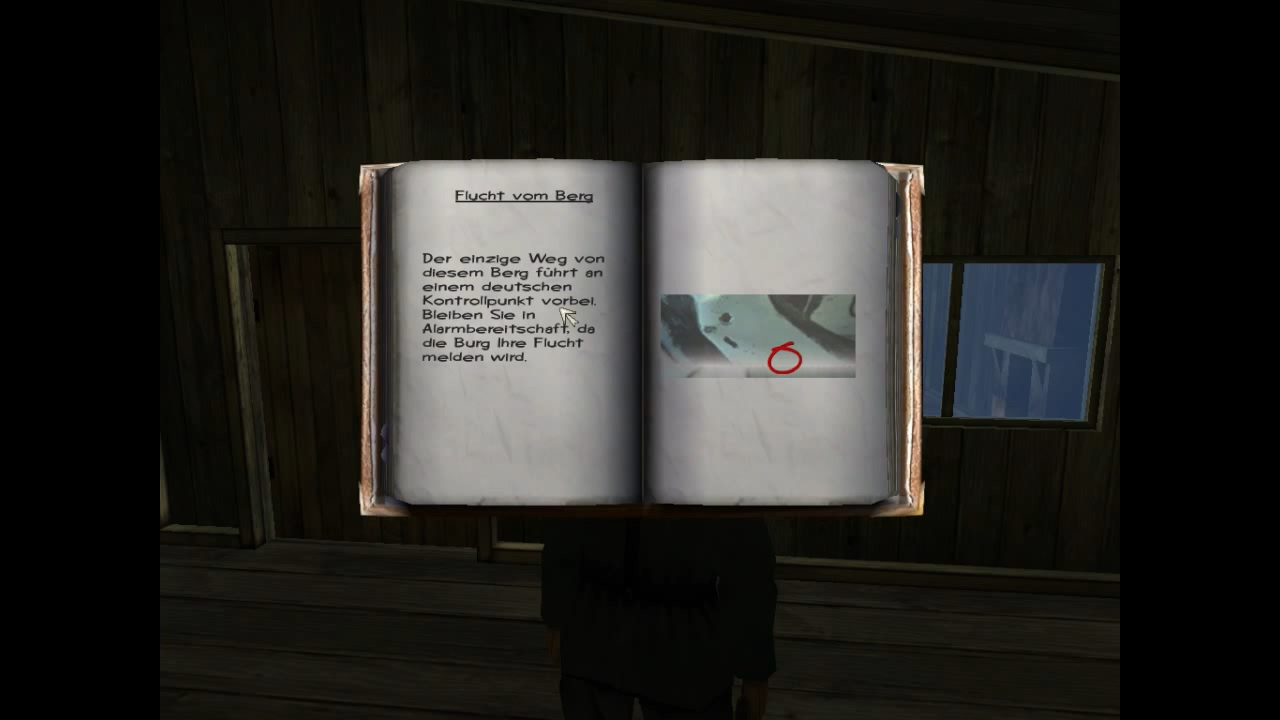 Flucht vom Berg
Der einzige Weg von
diesem Berg führt an
einem deutschen
Kontrollpunkt vorbei.
Bleiben Sie in
Alarmbereitschaft, da
die Burg Ihre Flucht
melden wird.